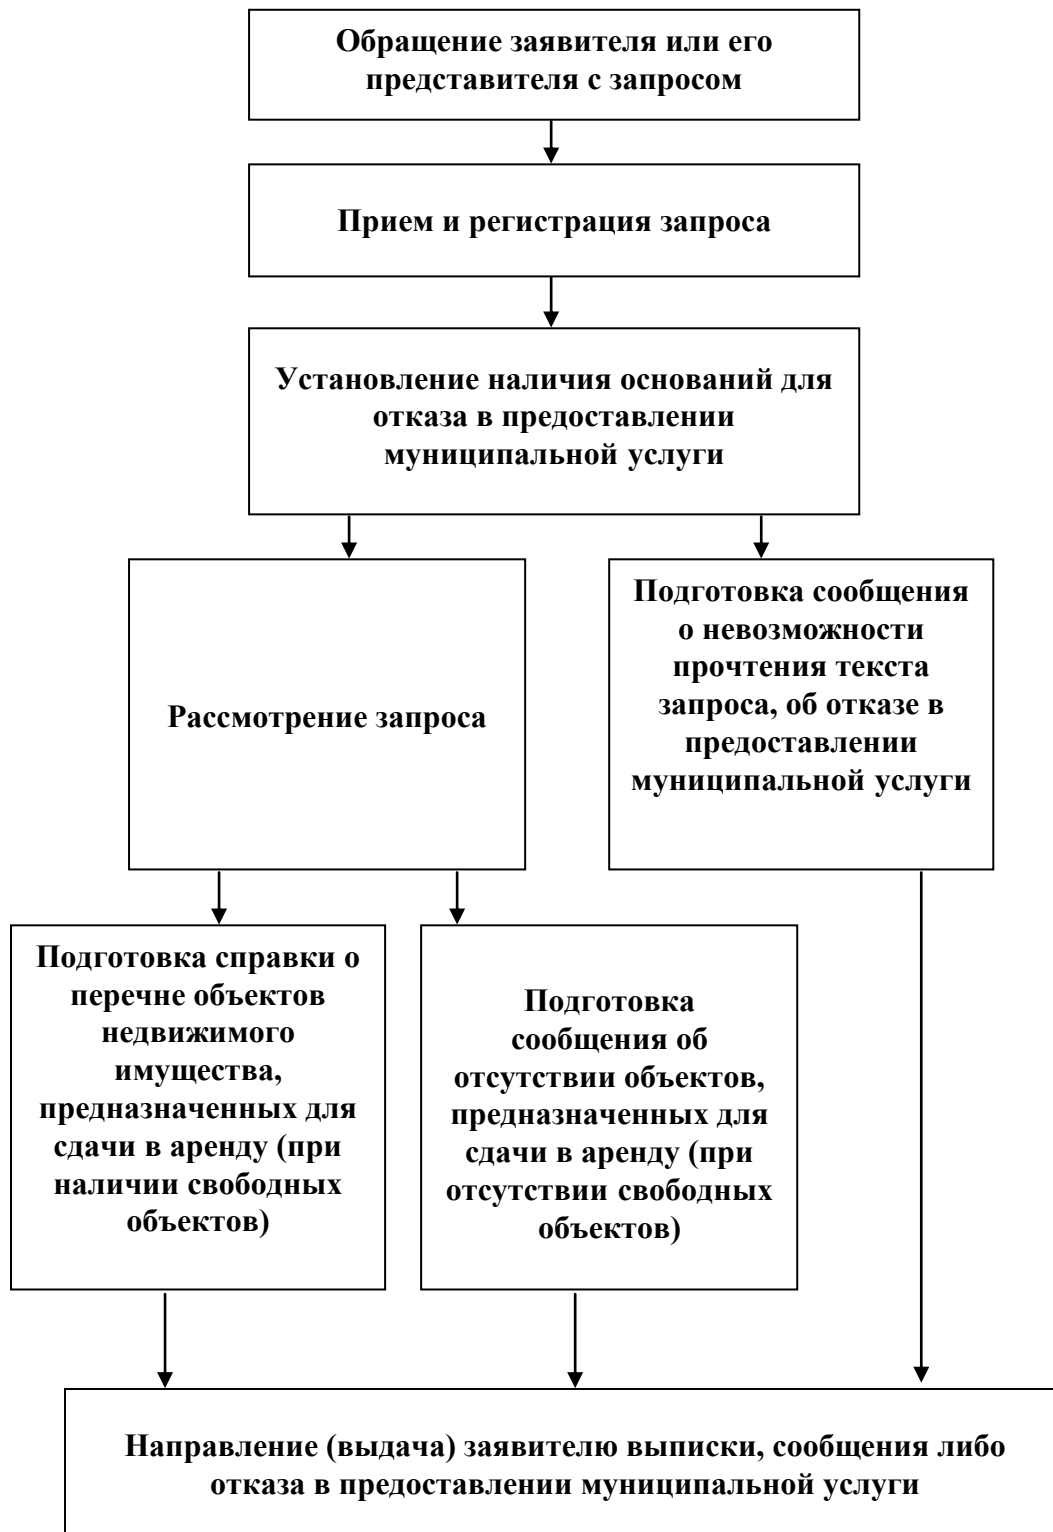 Обращение заявителя или его
представителя с запросом
Прием и регистрация запроса
Установление наличия оснований для
отказа в предоставлении
муниципальной услуги
Рассмотрение запроса
Подготовка сообщения
о невозможности
прочтения текста
запроса, об отказе в
предоставлении
муниципальной услуги
Подготовка справки о
перечне объектов
недвижимого
имущества,
предназначенных для
сдачи в аренду (при
наличии свободных
объектов)
Подготовка
сообщения об
отсутствии объектов,
предназначенных для
сдачи в аренду (при
отсутствии свободных
объектов)
Направление (выдача) заявителю выписки, сообщения либо
отказа в предоставлении муниципальной услуги